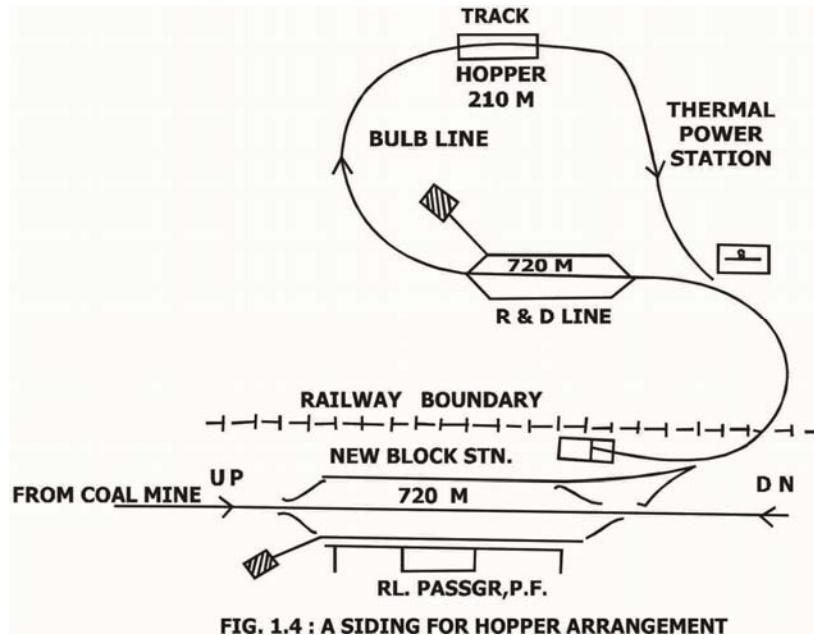 TRACK
HOPPER
210 M
THERMAL
POWER
STATION
BULB LINE
720 M
R & D LINE
RAILWAY BOUNDARY
NEW BLOCK STN.
UP
DN
FROM COAL MINE
720 M
RL. PASSGR,P.F.
FIG. 1.4 : A SIDING FOR HOPPER ARRANGEMENT